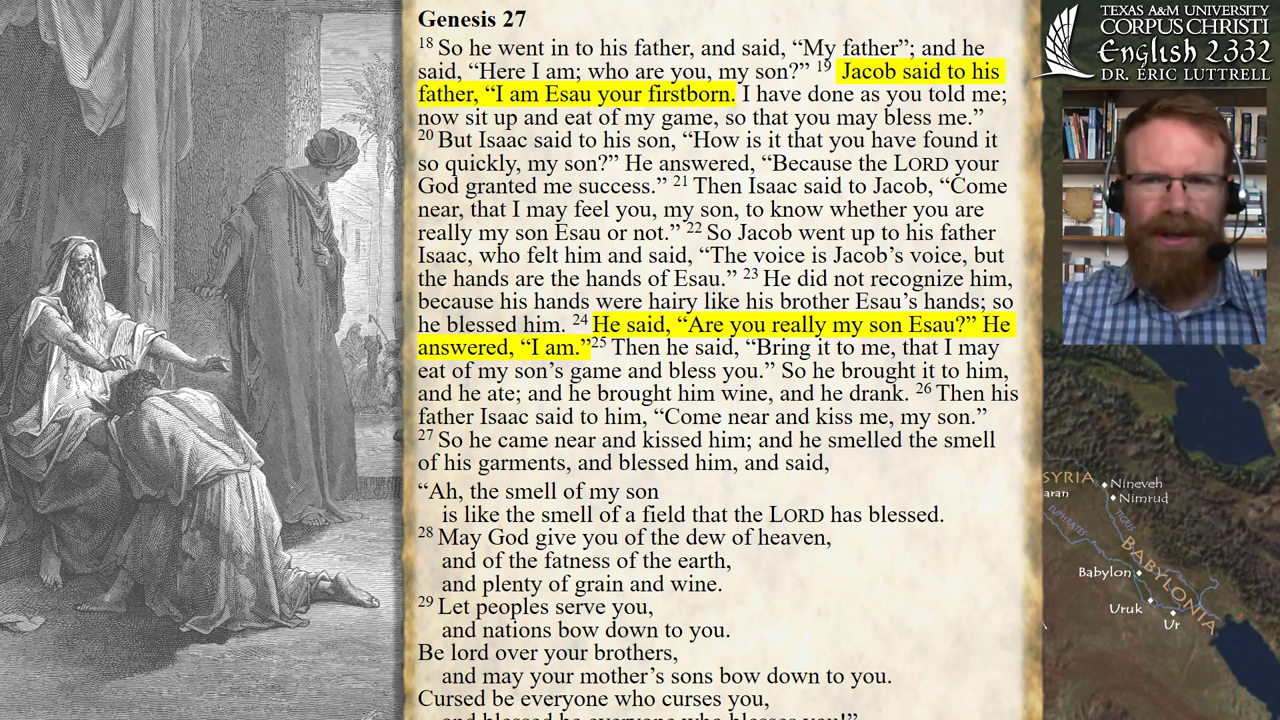 Genesis 27
18 So he went in to his father, and said, “My father”; and he
said, “Here I am; who are you, my son?” 19 Jacob said to his
father, “I am Esau your firstborn. I have done as you told me;
now sit up and eat of my game, so that you may bless me.”
20 But Isaac said to his son, “How is it that you have found it
so quickly, my son?” He answered, “Because the LORD your
God granted me success.” 21 Then Isaac said to Jacob, “Come
near, that I may feel you, my son, to know whether you are
really my son Esau or not.” 22 So Jacob went up to his father
Isaac, who felt him and said, “The voice is Jacob’s voice, but
the hands are the hands of Esau.” 23 He did not recognize him,
because his hands were hairy like his brother Esau’s hands; so
he blessed him. 24 He said, “Are you really my son Esau?” He
answered, “I am.”25 Then he said, “Bring it to me, that I may
eat of my son’s game and bless you.” So he brought it to him,
and he ate; and he brought him wine, and he drank. 26 Then his
father Isaac said to him, “Come near and kiss me, my son.”
27 So he came near and kissed him; and he smelled the smell
of his garments, and blessed him, and said,
“Ah, the smell of my son
is like the smell of a field that the LORD has blessed.
28 May God give you of the dew of heaven,
and of the fatness of the earth,
and plenty of grain and wine.
29 Let peoples serve you,
and nations bow down to you.
Be lord over your brothers,
and may your mother’s sons bow down to you.
Cursed be everyone who curses you,
and blessed be everyone who blesses you!”
TEXAS A&M UNIVERSITY
CORPUS CHRISTI
English 2332
DR. ERIC LUTTRELL
SYRIA
aran
Nineveh
Nimrud
EUPHRATES
TIGRIS
BABYLONIA
Babylon
Uruk
Ur
A